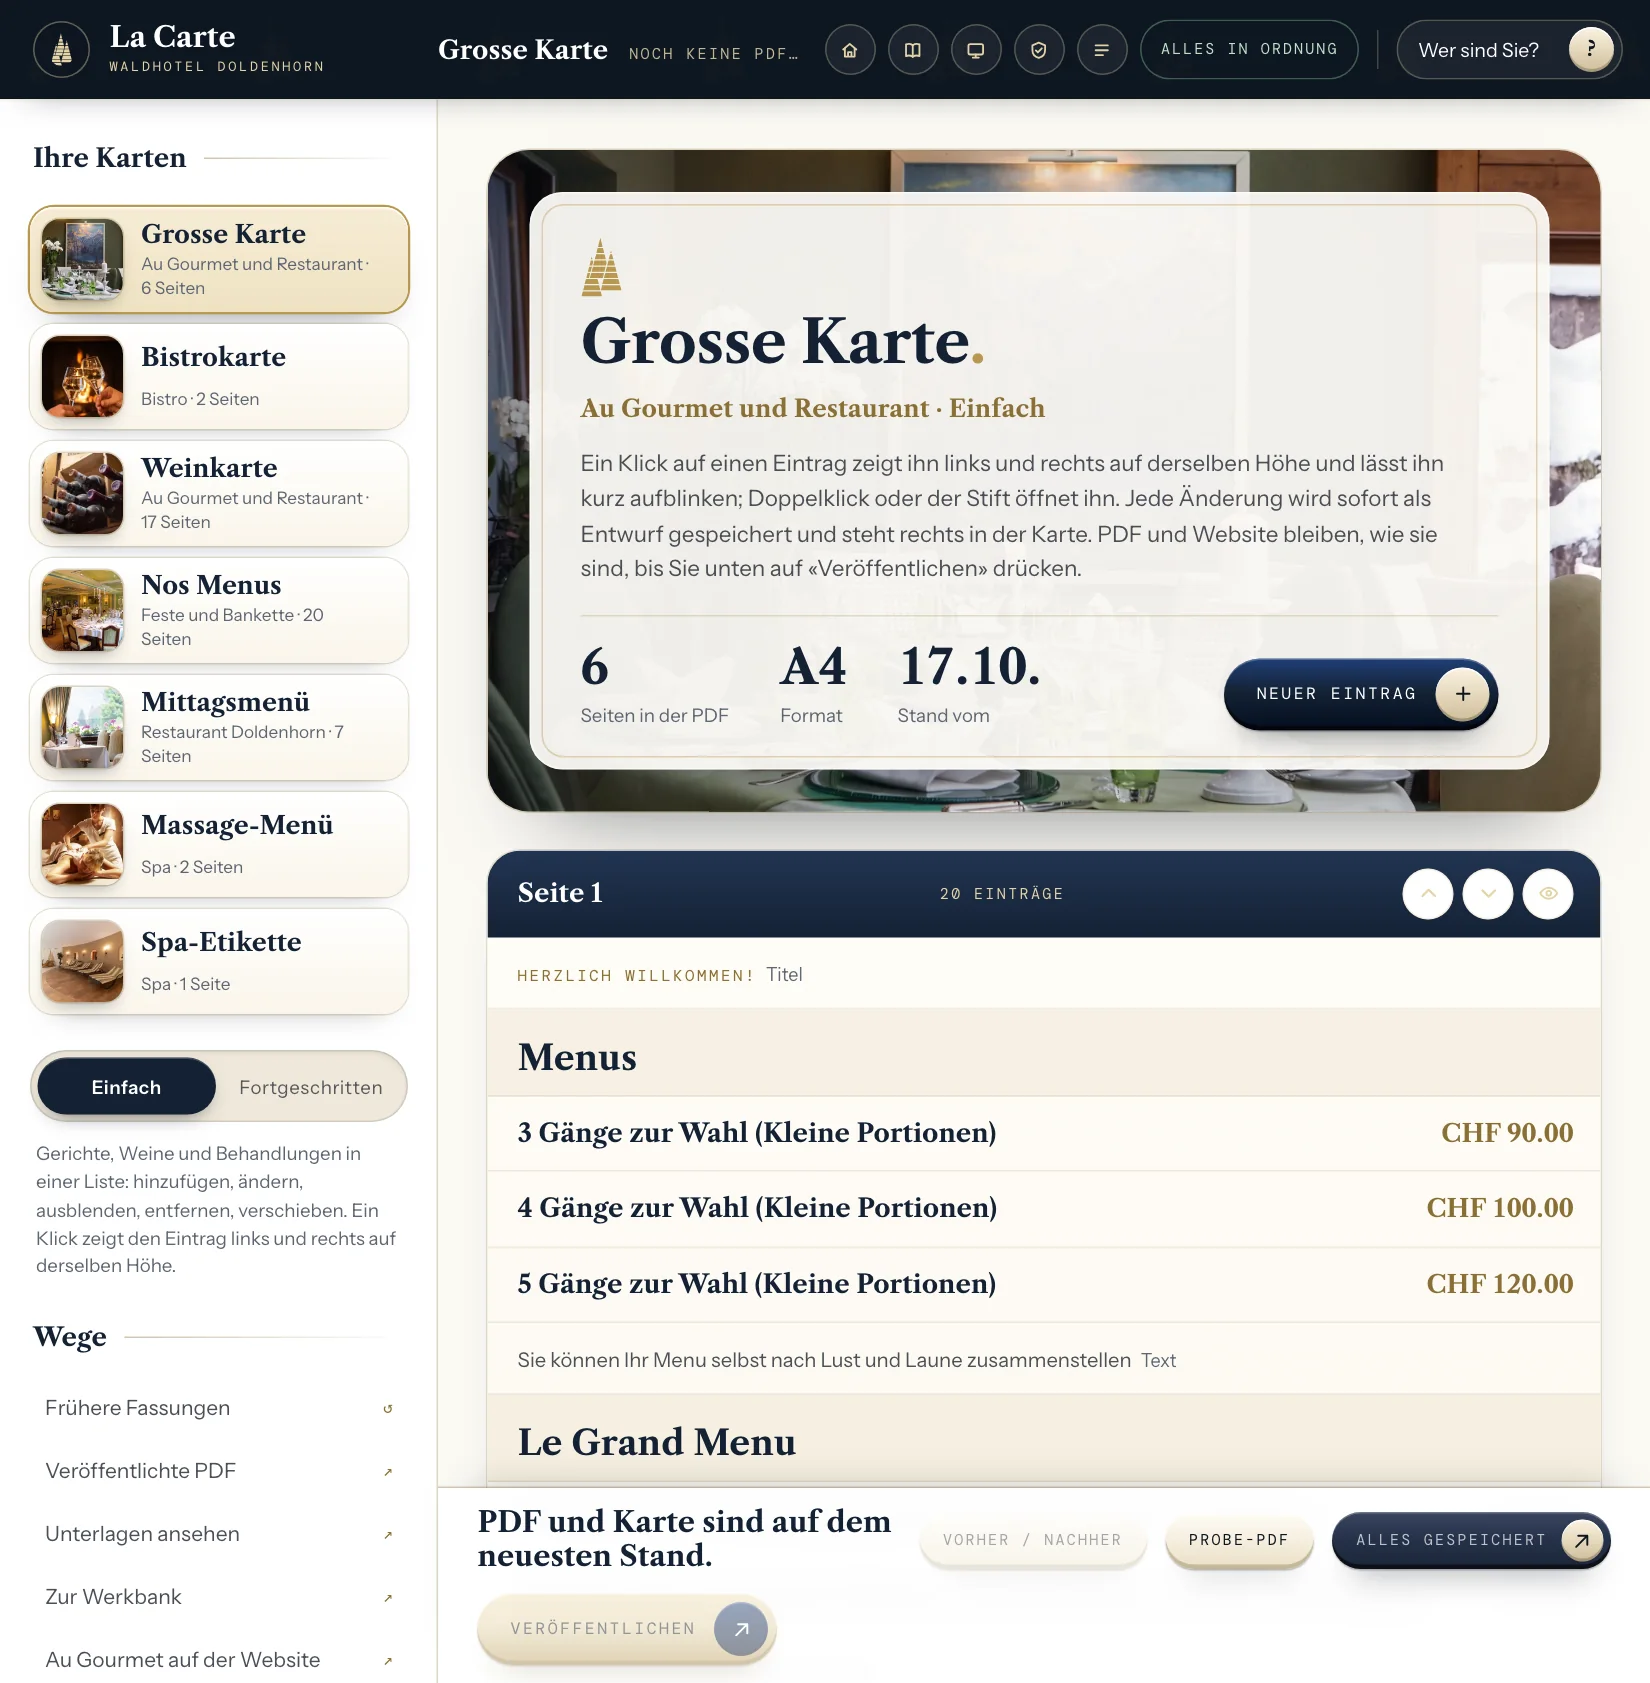 La Carte
WALDHOTEL DOLDENHORN
Grosse Karte NOCH KEINE PDF…
ALLES IN ORDNUNG
Wer sind Sie? ?
Ihre Karten
Grosse Karte
Au Gourmet und Restaurant ·
6 Seiten
Bistrokarte
Bistro · 2 Seiten
Weinkarte
Au Gourmet und Restaurant ·
17 Seiten
Nos Menus
Feste und Bankette · 20
Seiten
Mittagsmenü
Restaurant Doldenhorn · 7
Seiten
Massage-Menü
Spa · 2 Seiten
Spa-Etikette
Spa · 1 Seite
Einfach Fortgeschritten
Gerichte, Weine und Behandlungen in
einer Liste: hinzufügen, ändern,
ausblenden, entfernen, verschieben. Ein
Klick zeigt den Eintrag links und rechts auf
derselben Höhe.
Wege
Frühere Fassungen ↺
Veröffentlichte PDF ↗
Unterlagen ansehen ↗
Zur Werkbank ↗
Au Gourmet auf der Website ↗
Grosse Karte.
Au Gourmet und Restaurant · Einfach
Ein Klick auf einen Eintrag zeigt ihn links und rechts auf derselben Höhe und lässt ihn
kurz aufblinken; Doppelklick oder der Stift öffnet ihn. Jede Änderung wird sofort als
Entwurf gespeichert und steht rechts in der Karte. PDF und Website bleiben, wie sie
sind, bis Sie unten auf «Veröffentlichen» drücken.
6 A4 17.10.
Seiten in der PDF Format Stand vom
NEUER EINTRAG +
Seite 1 20 EINTRÄGE
HERZLICH WILLKOMMEN! Titel
Menus
3 Gänge zur Wahl (Kleine Portionen) CHF 90.00
4 Gänge zur Wahl (Kleine Portionen) CHF 100.00
5 Gänge zur Wahl (Kleine Portionen) CHF 120.00
Sie können Ihr Menu selbst nach Lust und Laune zusammenstellen Text
Le Grand Menu
PDF und Karte sind auf dem
neuesten Stand.
VORHER / NACHHER
PROBE-PDF
ALLES GESPEICHERT ↗
VERÖFFENTLICHEN ↗